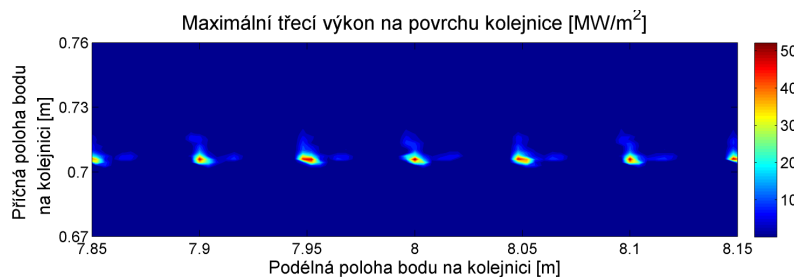 Maximální třecí výkon na povrchu kolejnice [MW/m2]
0.76
0.73
0.7
0.67
Příčná poloha bodu
na kolejnici [m]
7.85 7.9 7.95 8 8.05 8.1 8.15
Podélná poloha bodu na kolejnici [m]
50
40
30
20
10